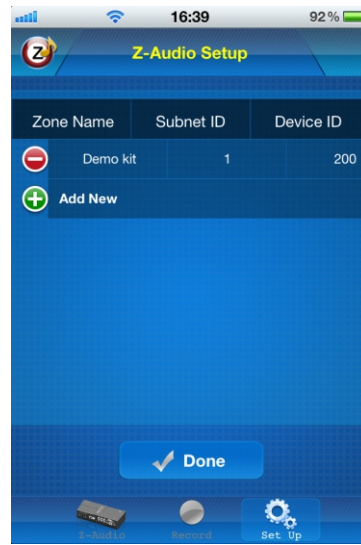 16:39 92%
Z
Z-Audio Setup
Zone Name Subnet ID Device ID
Demo kit 1 200
Add New
Done
Z-Audio Record Set Up